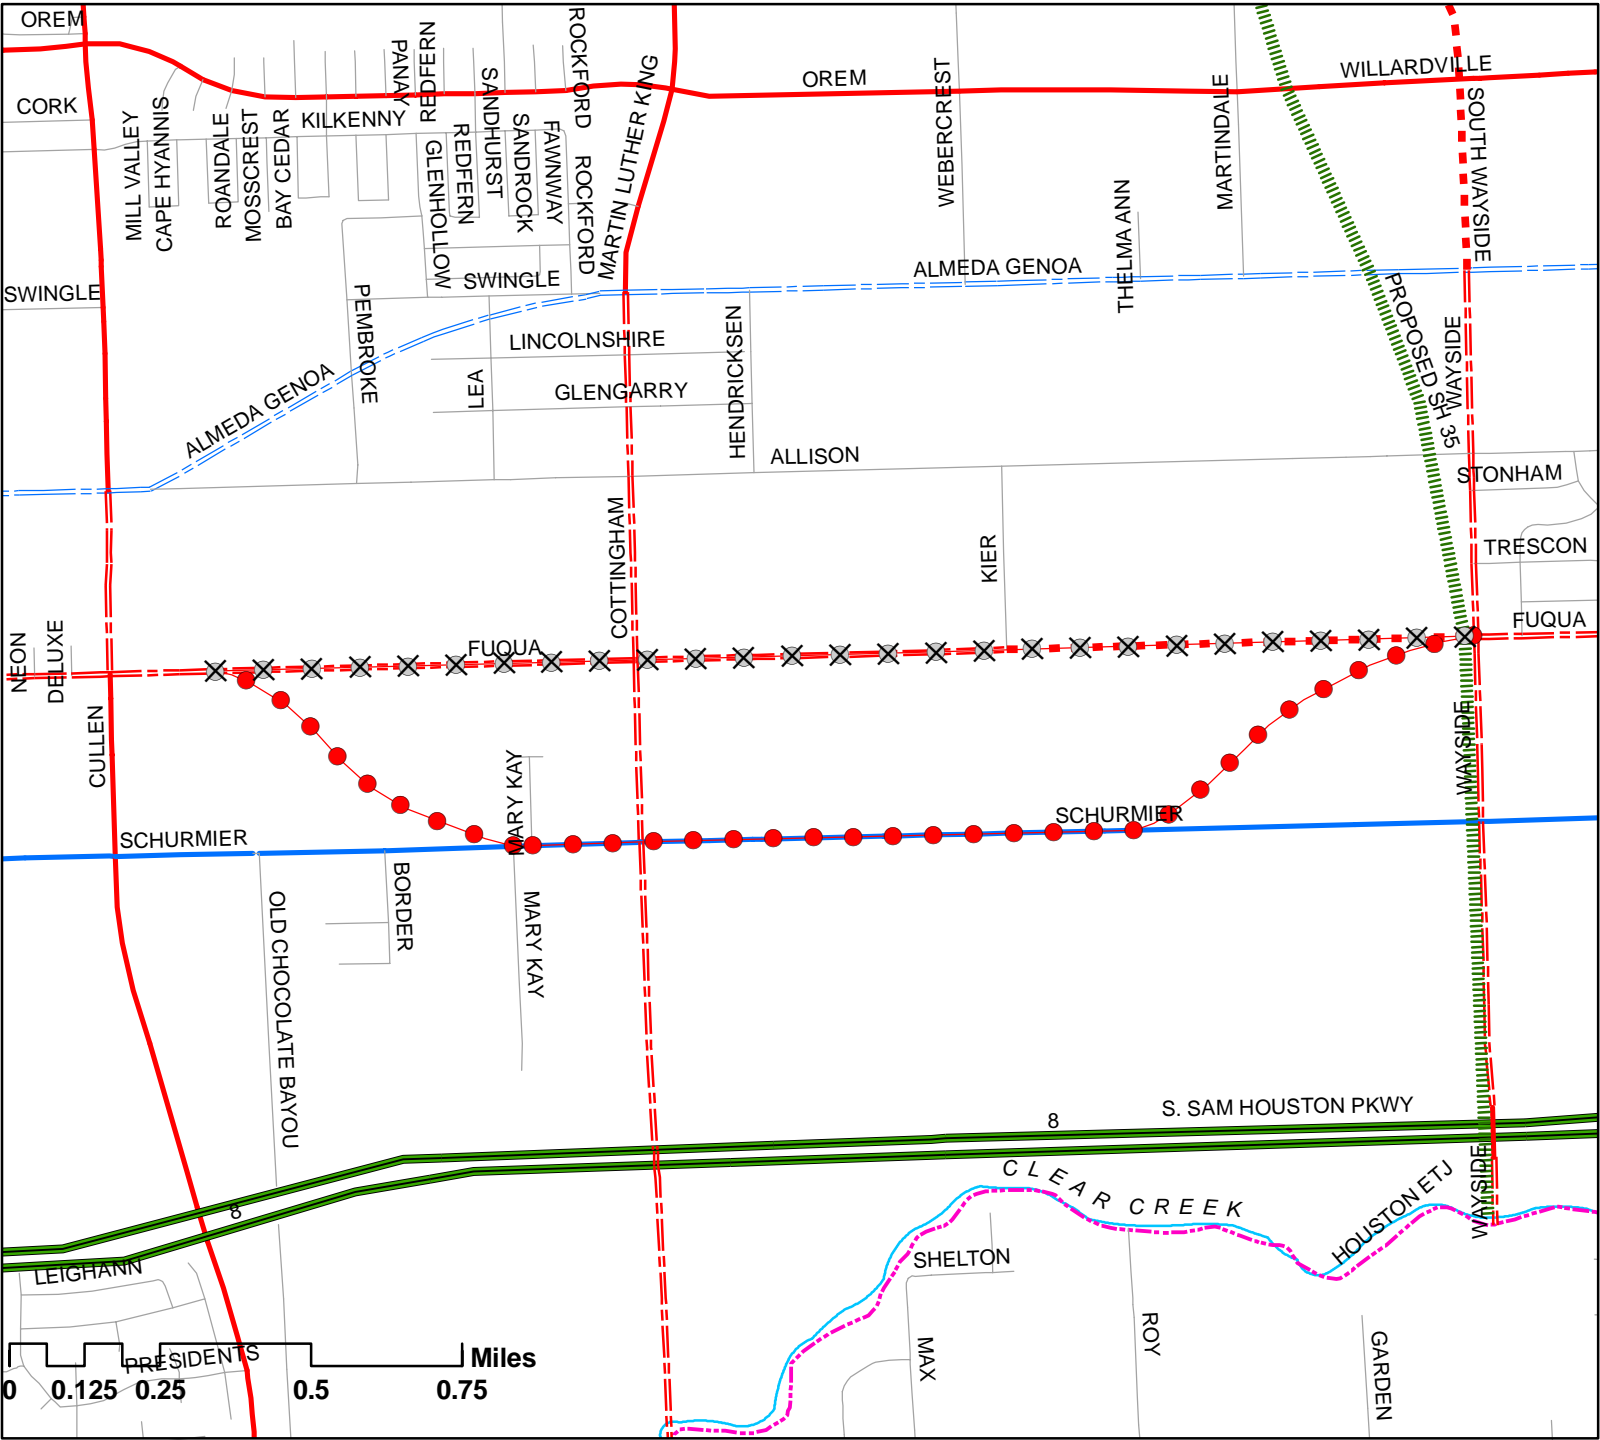 OREM
CORK
MILL VALLEY
CAPE HYANNIS
ROANDALE
MOSSCREST
BAY CEDAR
KILKENNY
PANAY
REDFERN
GLENHOLLOW
REDFERN
SANDHURST
SANDROCK
FAWNWAY
ROCKFORD
ROCKFORD
MARTIN LUTHER KING
OREM
WEBERCREST
MARTINDALE
THELMA ANN
WILLARDVILLE
SOUTH WAYSIDE
SWINGLE
SWINGLE
ALMEDA GENOA
PEMBROKE
LINCOLNSHIRE
LEA
GLENGARRY
HENDRICKSEN
PROPOSED SH 35
WAYSIDE
ALMEDA GENOA
ALLISON
STONHAM
COTTINGHAM
KIER
TRESCON
NEON
DELUXE
FUQUA
FUQUA
CULLEN
MARY KAY
WAYSIDE
SCHURMIER
SCHURMIER
BORDER
OLD CHOCOLATE BAYOU
MARY KAY
S. SAM HOUSTON PKWY
8
8
CLEAR CREEK
HOUSTON ETJ
WAYSIDE
SHELTON
LEIGHANN
MAX
ROY
GARDEN
PRESIDENTS
Miles
0 0.125 0.25 0.5 0.75